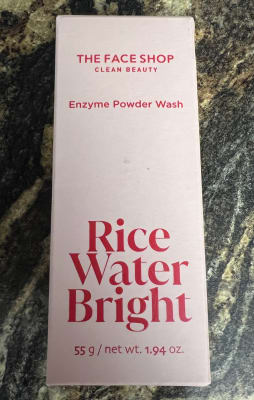 THE FACE SHOP
CLEAN BEAUTY
Enzyme Powder Wash
Rice
Water
Bright
55 g / net wt. 1.94 oz.